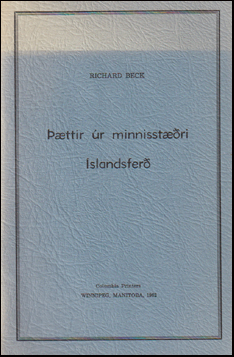 RICHARD BECK
Þættir úr minnisstæðri
Íslandsferð
Columbia Printers
WINNIPEG, MANITOBA, 1962